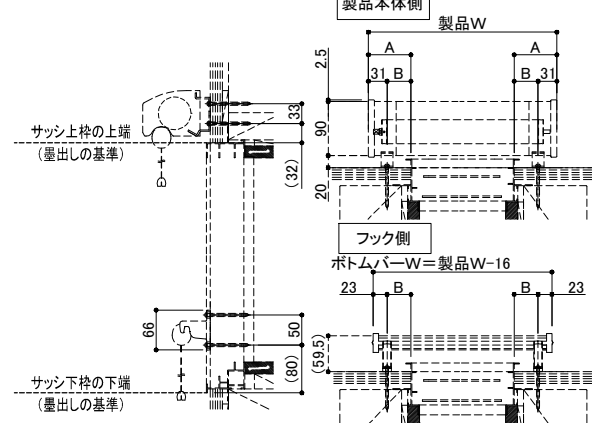 製品本体側
製品W
A
A
31
B
B
31
2.5
90
20
33
(32)
サッシ上枠の上端
(墨出しの基準)
フック側
ボトムバーW=製品W-16
23
B
B
23
66
50
(59.5)
(80)
サッシ下枠の下端
(墨出しの基準)